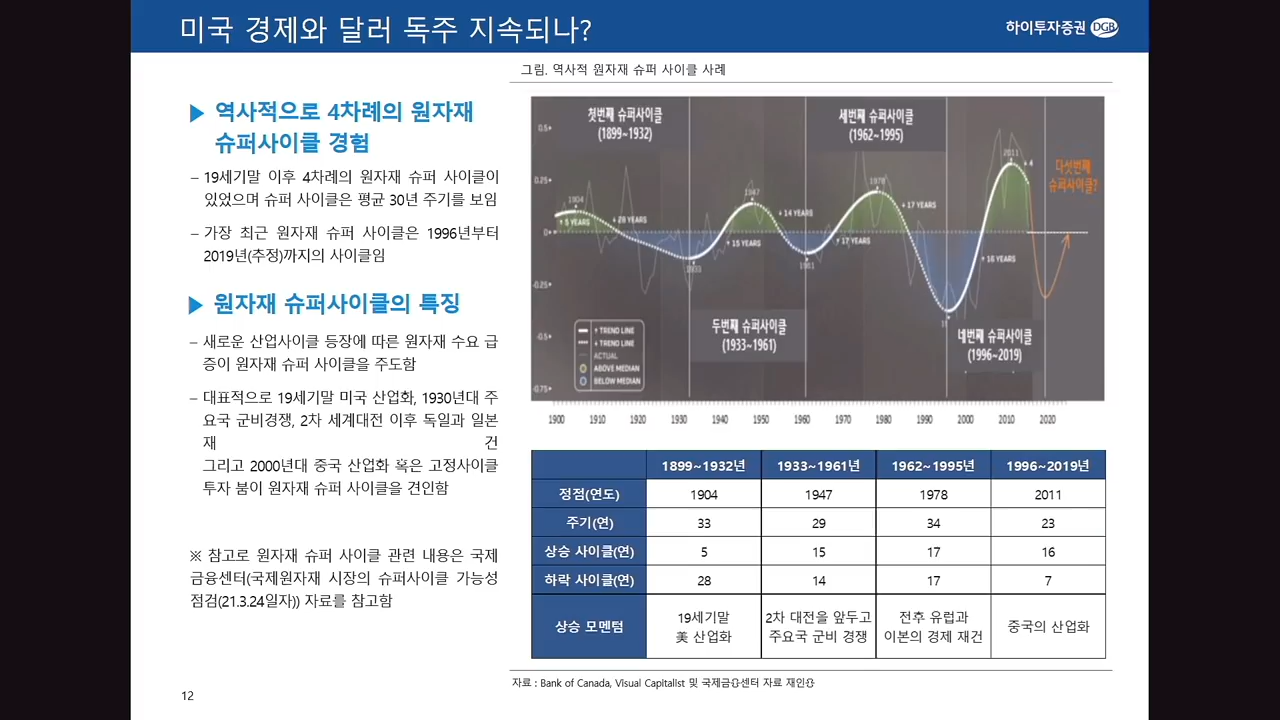 미국 경제와 달러 독주 지속되나?
하이투자증권 DGB
▶ 역사적으로 4차례의 원자재
슈퍼사이클 경험
– 19세기말 이후 4차례의 원자재 슈퍼 사이클이
있었으며 슈퍼 사이클은 평균 30년 주기를 보임
– 가장 최근 원자재 슈퍼 사이클은 1996년부터
2019년(추정)까지의 사이클임
▶ 원자재 슈퍼사이클의 특징
– 새로운 산업사이클 등장에 따른 원자재 수요 급
증이 원자재 슈퍼 사이클을 주도함
– 대표적으로 19세기말 미국 산업화, 1930년대 주
요국 군비경쟁, 2차 세계대전 이후 독일과 일본
재 건
그리고 2000년대 중국 산업화 혹은 고정사이클
투자 붐이 원자재 슈퍼 사이클을 견인함
※ 참고로 원자재 슈퍼 사이클 관련 내용은 국제
금융센터(국제원자재 시장의 슈퍼사이클 가능성
점검(21.3.24일자)) 자료를 참고함
12
그림. 역사적 원자재 슈퍼 사이클 사례
첫번째 슈퍼사이클
(1899~1932)
세번째 슈퍼사이클
(1962~1995)
다섯번째
슈퍼사이클?
두번째 슈퍼사이클
(1933~1961)
네번째 슈퍼사이클
(1996~2019)
0.5
0.25
0
-0.25
-0.5
-0.75
1904
↑ 5 YEARS
↓ 28 YEARS
1933
↑ 15 YEARS
1947
↓ 14 YEARS
1961
↑ 17 YEARS
1978
↓ 17 YEARS
↑ 16 YEARS
2011
↑ TREND LINE
↓ TREND LINE
ACTUAL
ABOVE MEDIAN
BELOW MEDIAN
1900 1910 1920 1930 1940 1950 1960 1970 1980 1990 2000 2010 2020
1899~1932년 1933~1961년 1962~1995년 1996~2019년
정점(연도) 1904 1947 1978 2011
주기(연) 33 29 34 23
상승 사이클(연) 5 15 17 16
하락 사이클(연) 28 14 17 7
상승 모멘텀
19세기말
美 산업화
2차 대전을 앞두고
주요국 군비 경쟁
전후 유럽과
이본의 경제 재건
중국의 산업화
자료 : Bank of Canada, Visual Capitalist 및 국제금융센터 자료 재인용